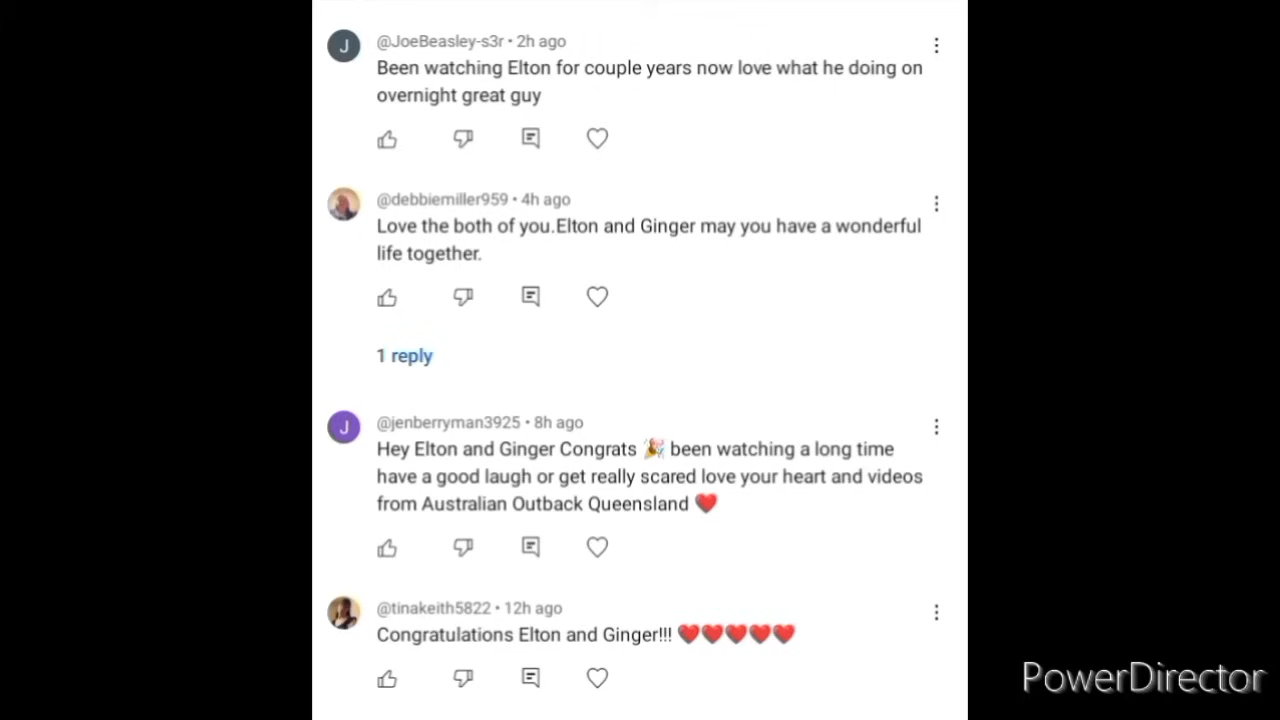 J
@JoeBeasley-s3r • 2h ago
Been watching Elton for couple years now love what he doing on
overnight great guy
@debbiemiller959 • 4h ago
Love the both of you.Elton and Ginger may you have a wonderful
life together.
1 reply
J
@jenberryman3925 • 8h ago
Hey Elton and Ginger Congrats 🎉 been watching a long time
have a good laugh or get really scared love your heart and videos
from Australian Outback Queensland ❤️
@tinakeith5822 • 12h ago
Congratulations Elton and Ginger!!! ❤️❤️❤️❤️❤️
PowerDirector